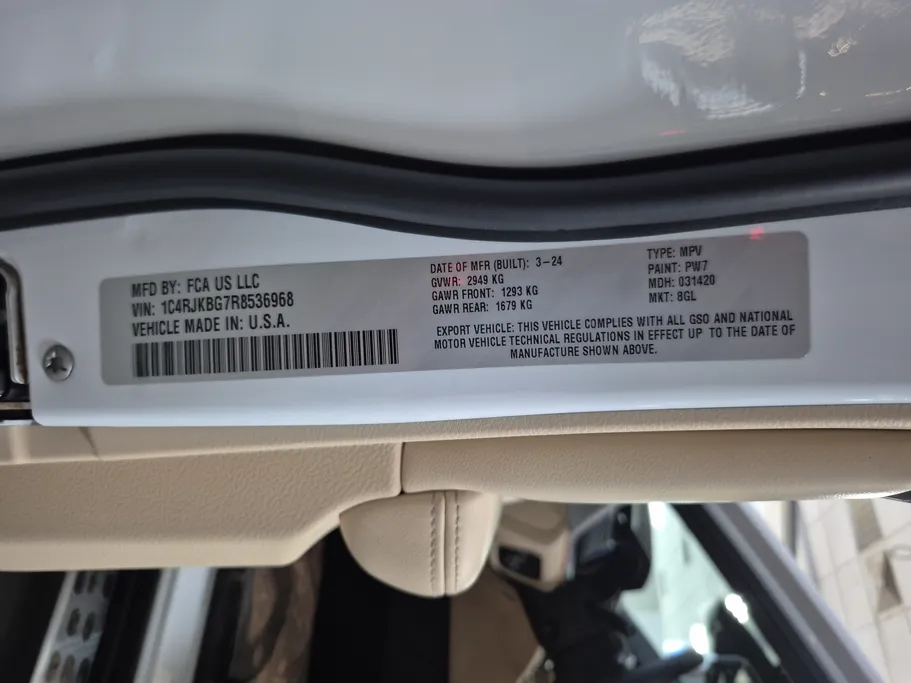 MFD BY: FCA US LLC
VIN: 1C4RJKBG7R8536968
VEHICLE MADE IN: U.S.A.
DATE OF MFR (BUILT): 3-24
GVWR: 2949 KG
GAWR FRONT: 1293 KG
GAWR REAR: 1679 KG
TYPE: MPV
PAINT: PW7
MDH: 031420
MKT: 8GL
EXPORT VEHICLE: THIS VEHICLE COMPLIES WITH ALL GSO AND NATIONAL
MOTOR VEHICLE TECHNICAL REGULATIONS IN EFFECT UP TO THE DATE OF
MANUFACTURE SHOWN ABOVE.